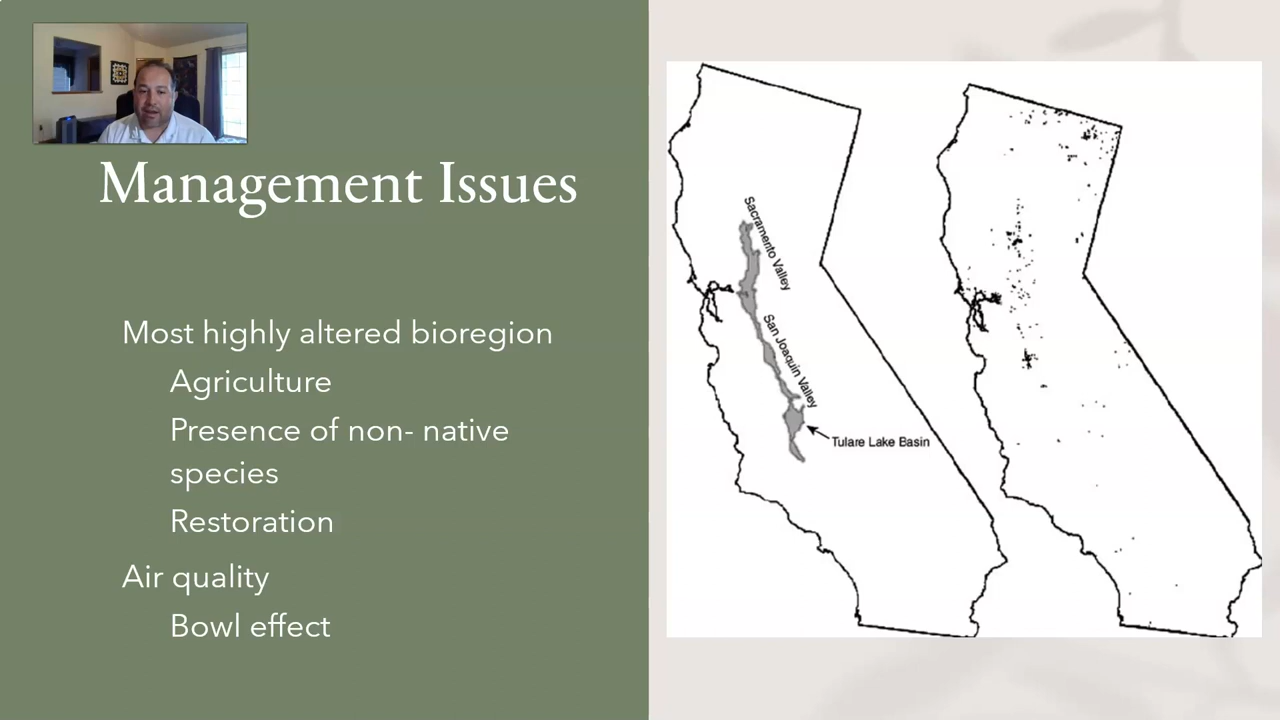 Management Issues
Most highly altered bioregion
Agriculture
Presence of non- native
species
Restoration
Air quality
Bowl effect
Sacramento Valley
San Joaquin Valley
Tulare Lake Basin